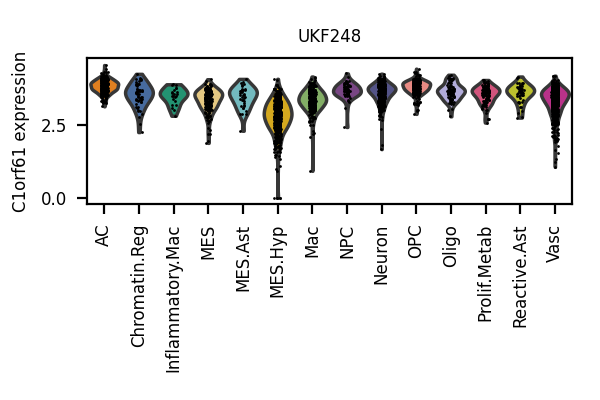 UKF248
C1orf61 expression
2.5
0.0
AC
Chromatin.Reg
Inflammatory.Mac
MES
MES.Ast
MES.Hyp
Mac
NPC
Neuron
OPC
Oligo
Prolif.Metab
Reactive.Ast
Vasc